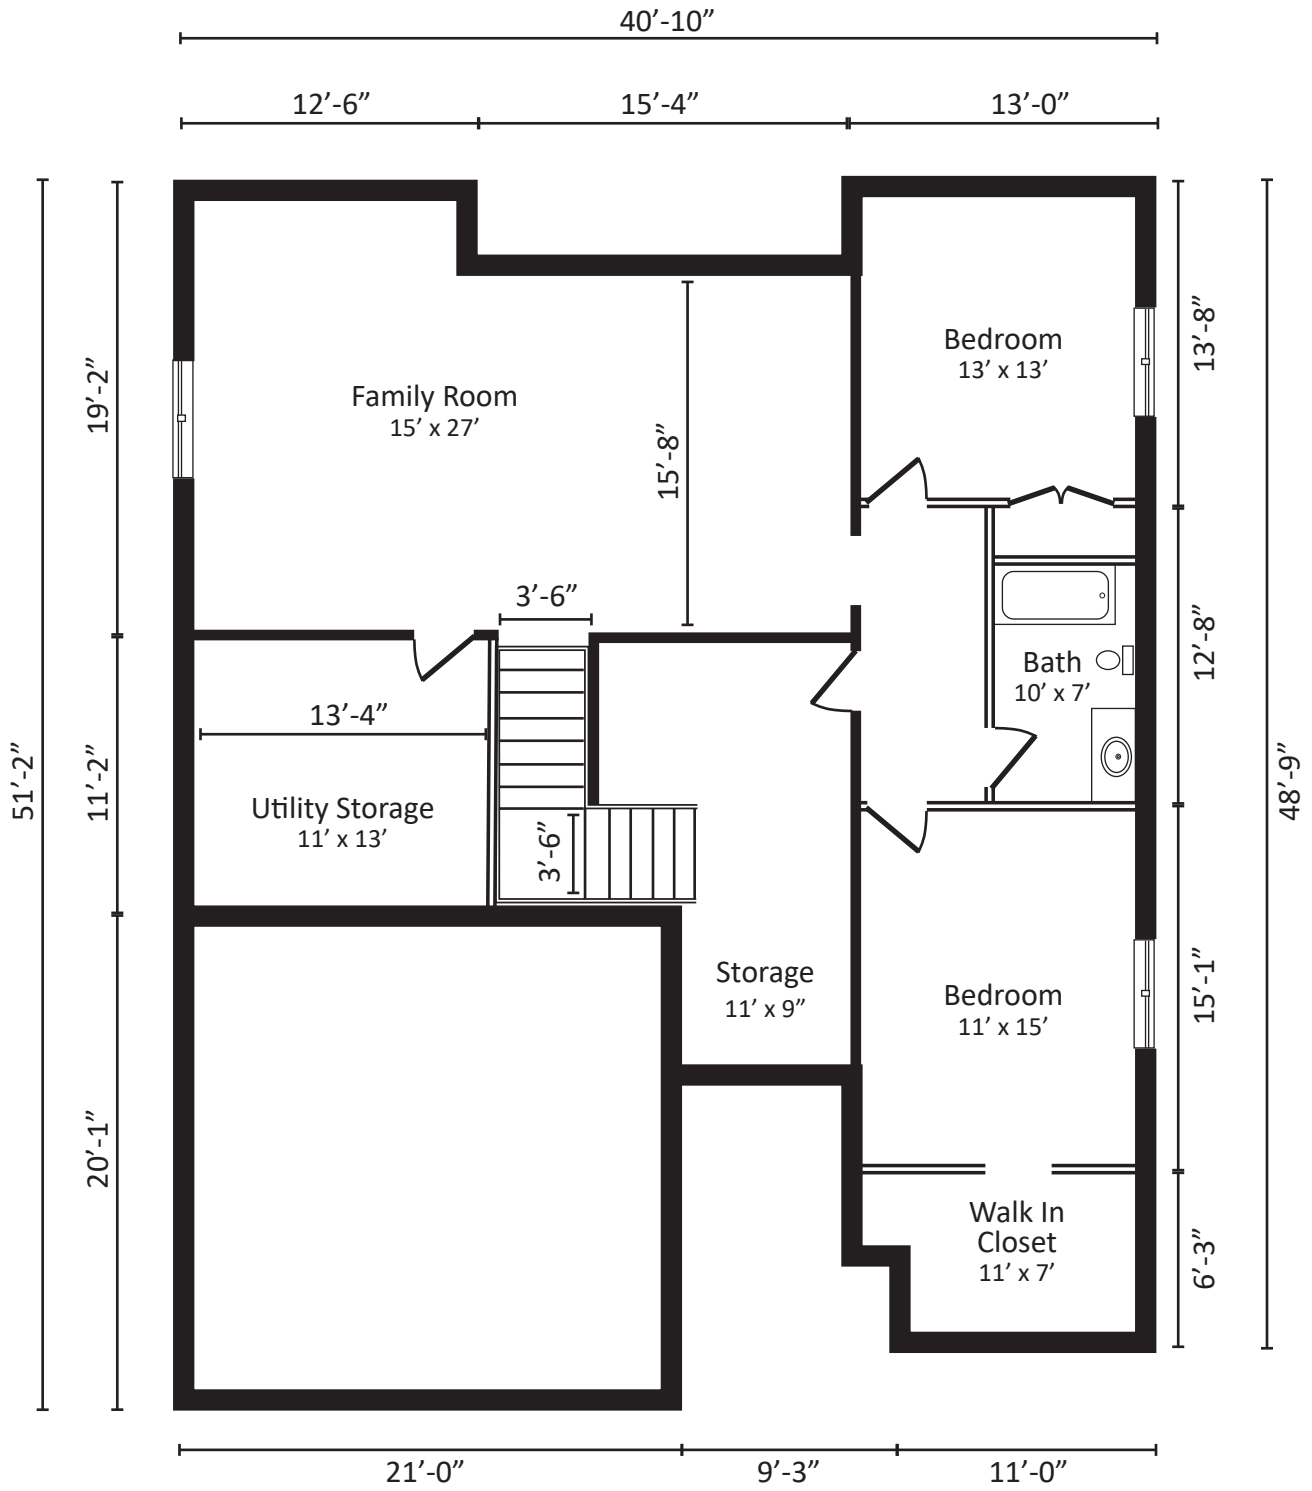 40’-10”
12’-6”
15’-4”
13’-0”
51’-2”
19’-2”
11’-2”
20’-1”
Family Room
15’ x 27’
15’-8”
Bedroom
13’ x 13’
13’-8”
3’-6”
13’-4”
Utility Storage
11’ x 13’
3’-6”
Bath
10’ x 7’
12’-8”
48’-9”
Storage
11’ x 9”
Bedroom
11’ x 15’
15’-1”
Walk In
Closet
11’ x 7’
6’-3”
21’-0”
9’-3”
11’-0”